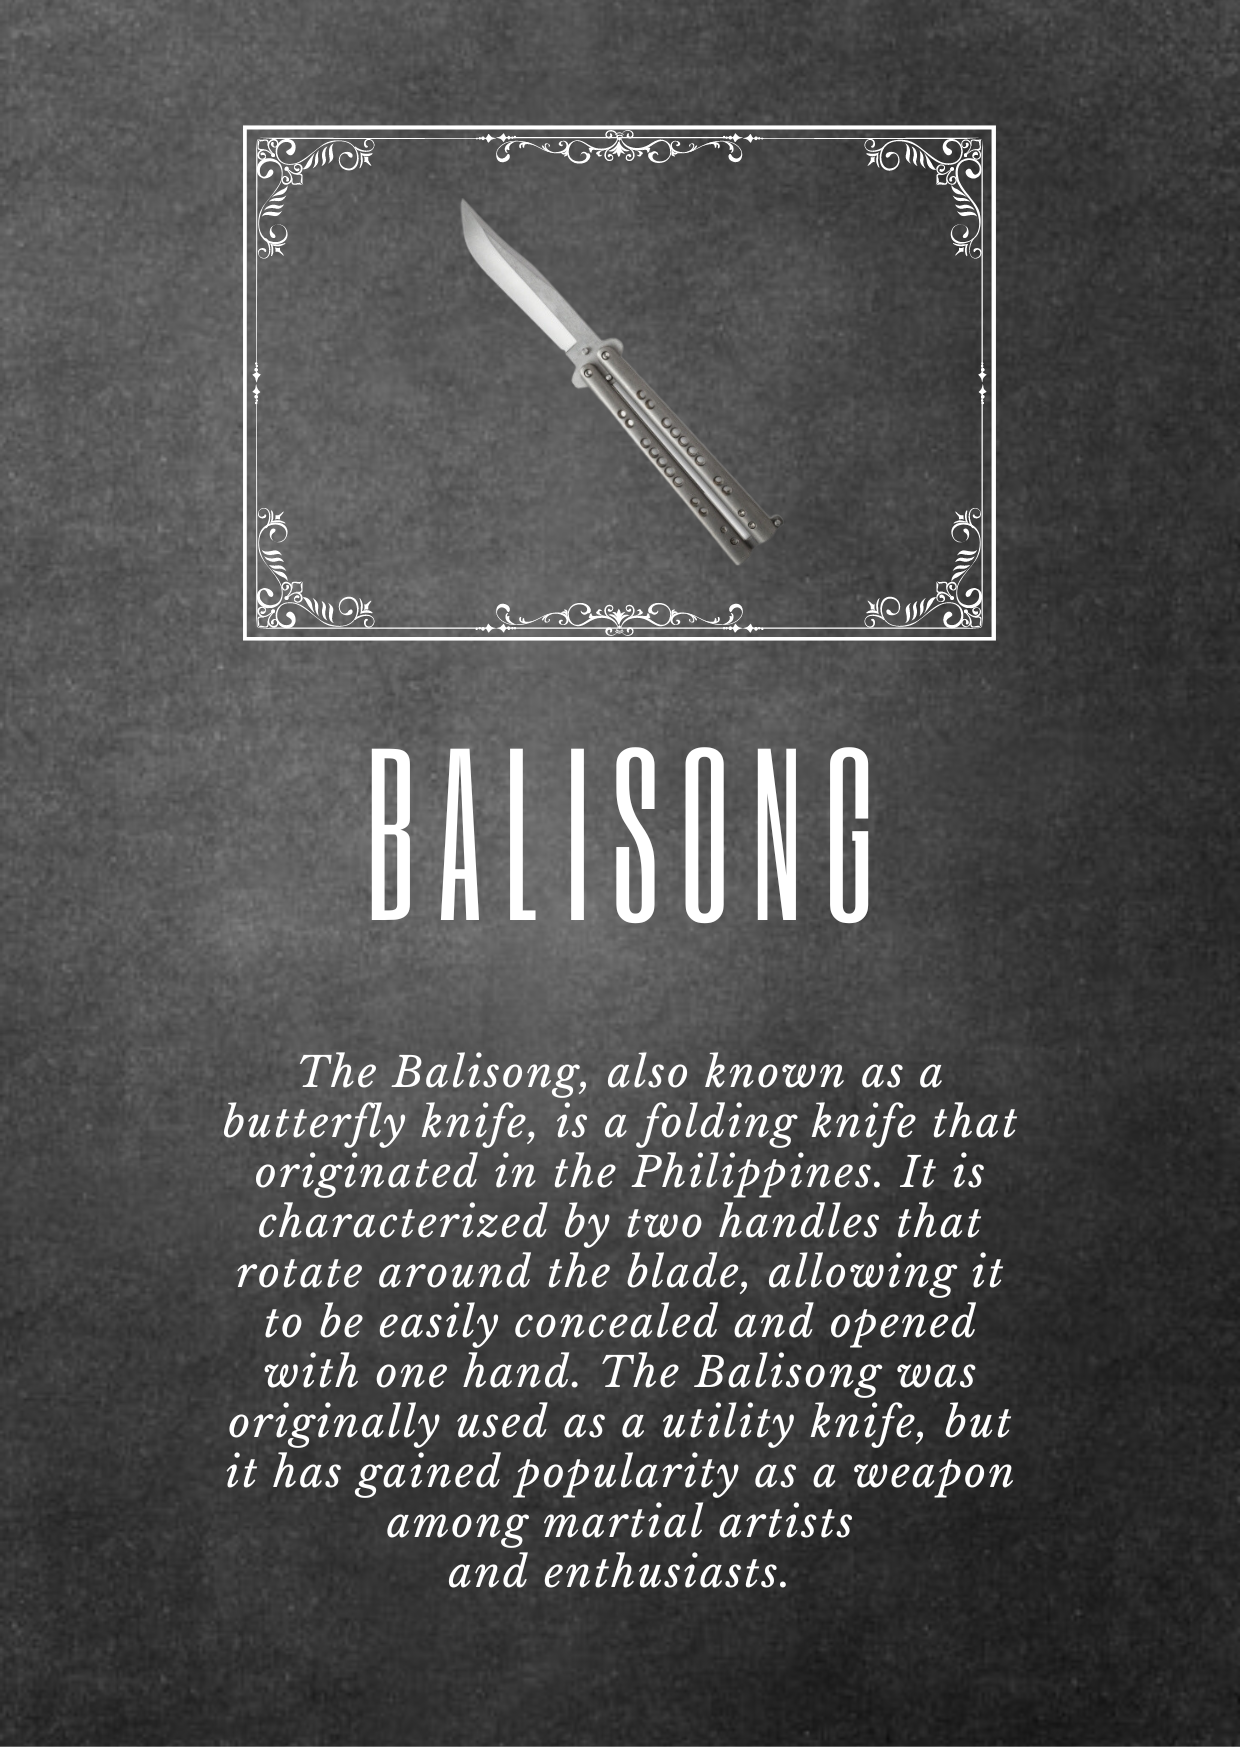 BALISONG
The Balisong, also known as a
butterfly knife, is a folding knife that
originated in the Philippines. It is
characterized by two handles that
rotate around the blade, allowing it
to be easily concealed and opened
with one hand. The Balisong was
originally used as a utility knife, but
it has gained popularity as a weapon
among martial artists
and enthusiasts.